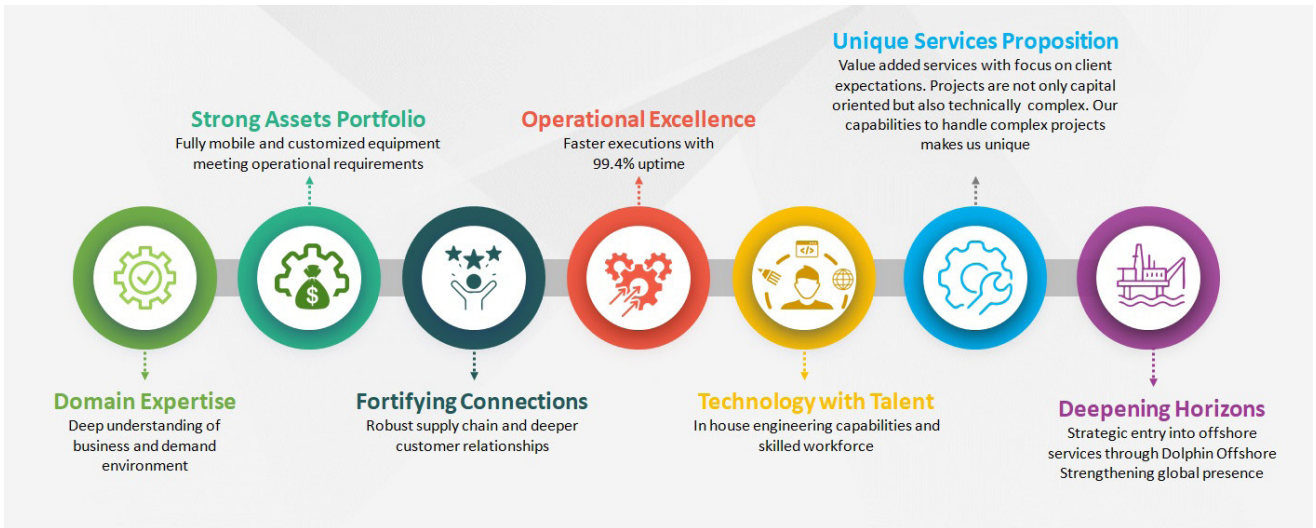 Domain Expertise
Deep understanding of
business and demand
environment
Strong Assets Portfolio
Fully mobile and customized equipment
meeting operational requirements
$
Fortifying Connections
Robust supply chain and deeper
customer relationships
Operational Excellence
Faster executions with
99.4% uptime
</>
Technology with Talent
In house engineering capabilities and
skilled workforce
Unique Services Proposition
Value added services with focus on client
expectations. Projects are not only capital
oriented but also technically complex. Our
capabilities to handle complex projects
makes us unique
Deepening Horizons
Strategic entry into offshore
services through Dolphin Offshore
Strengthening global presence